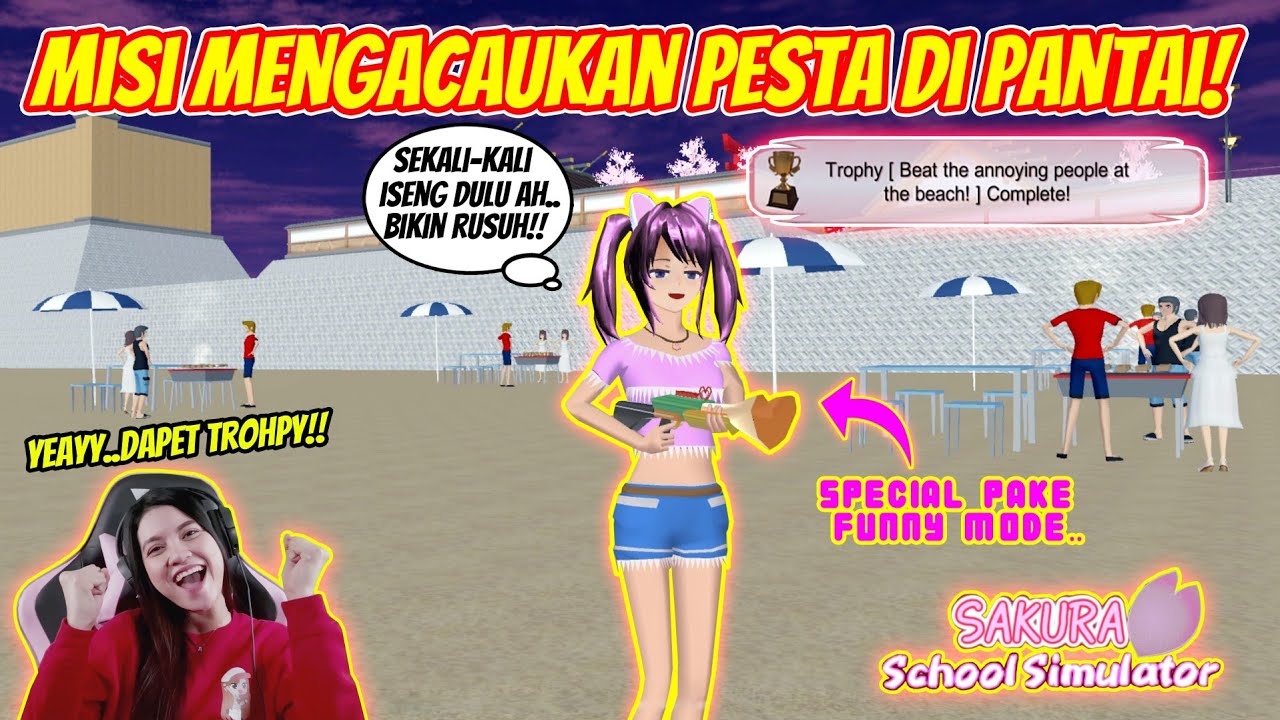 MISI MENGACAUKAN PESTA DI PANTAI!
SEKALI-KALI
ISENG DULU AH..
BIKIN RUSUH!!
Trophy [ Beat the annoying people at
the beach! ] Complete!
YEAYY..DAPET TROHPY!!
SPECIAL PAKE
FUNNY MODE..
SAKURA
School Simulator